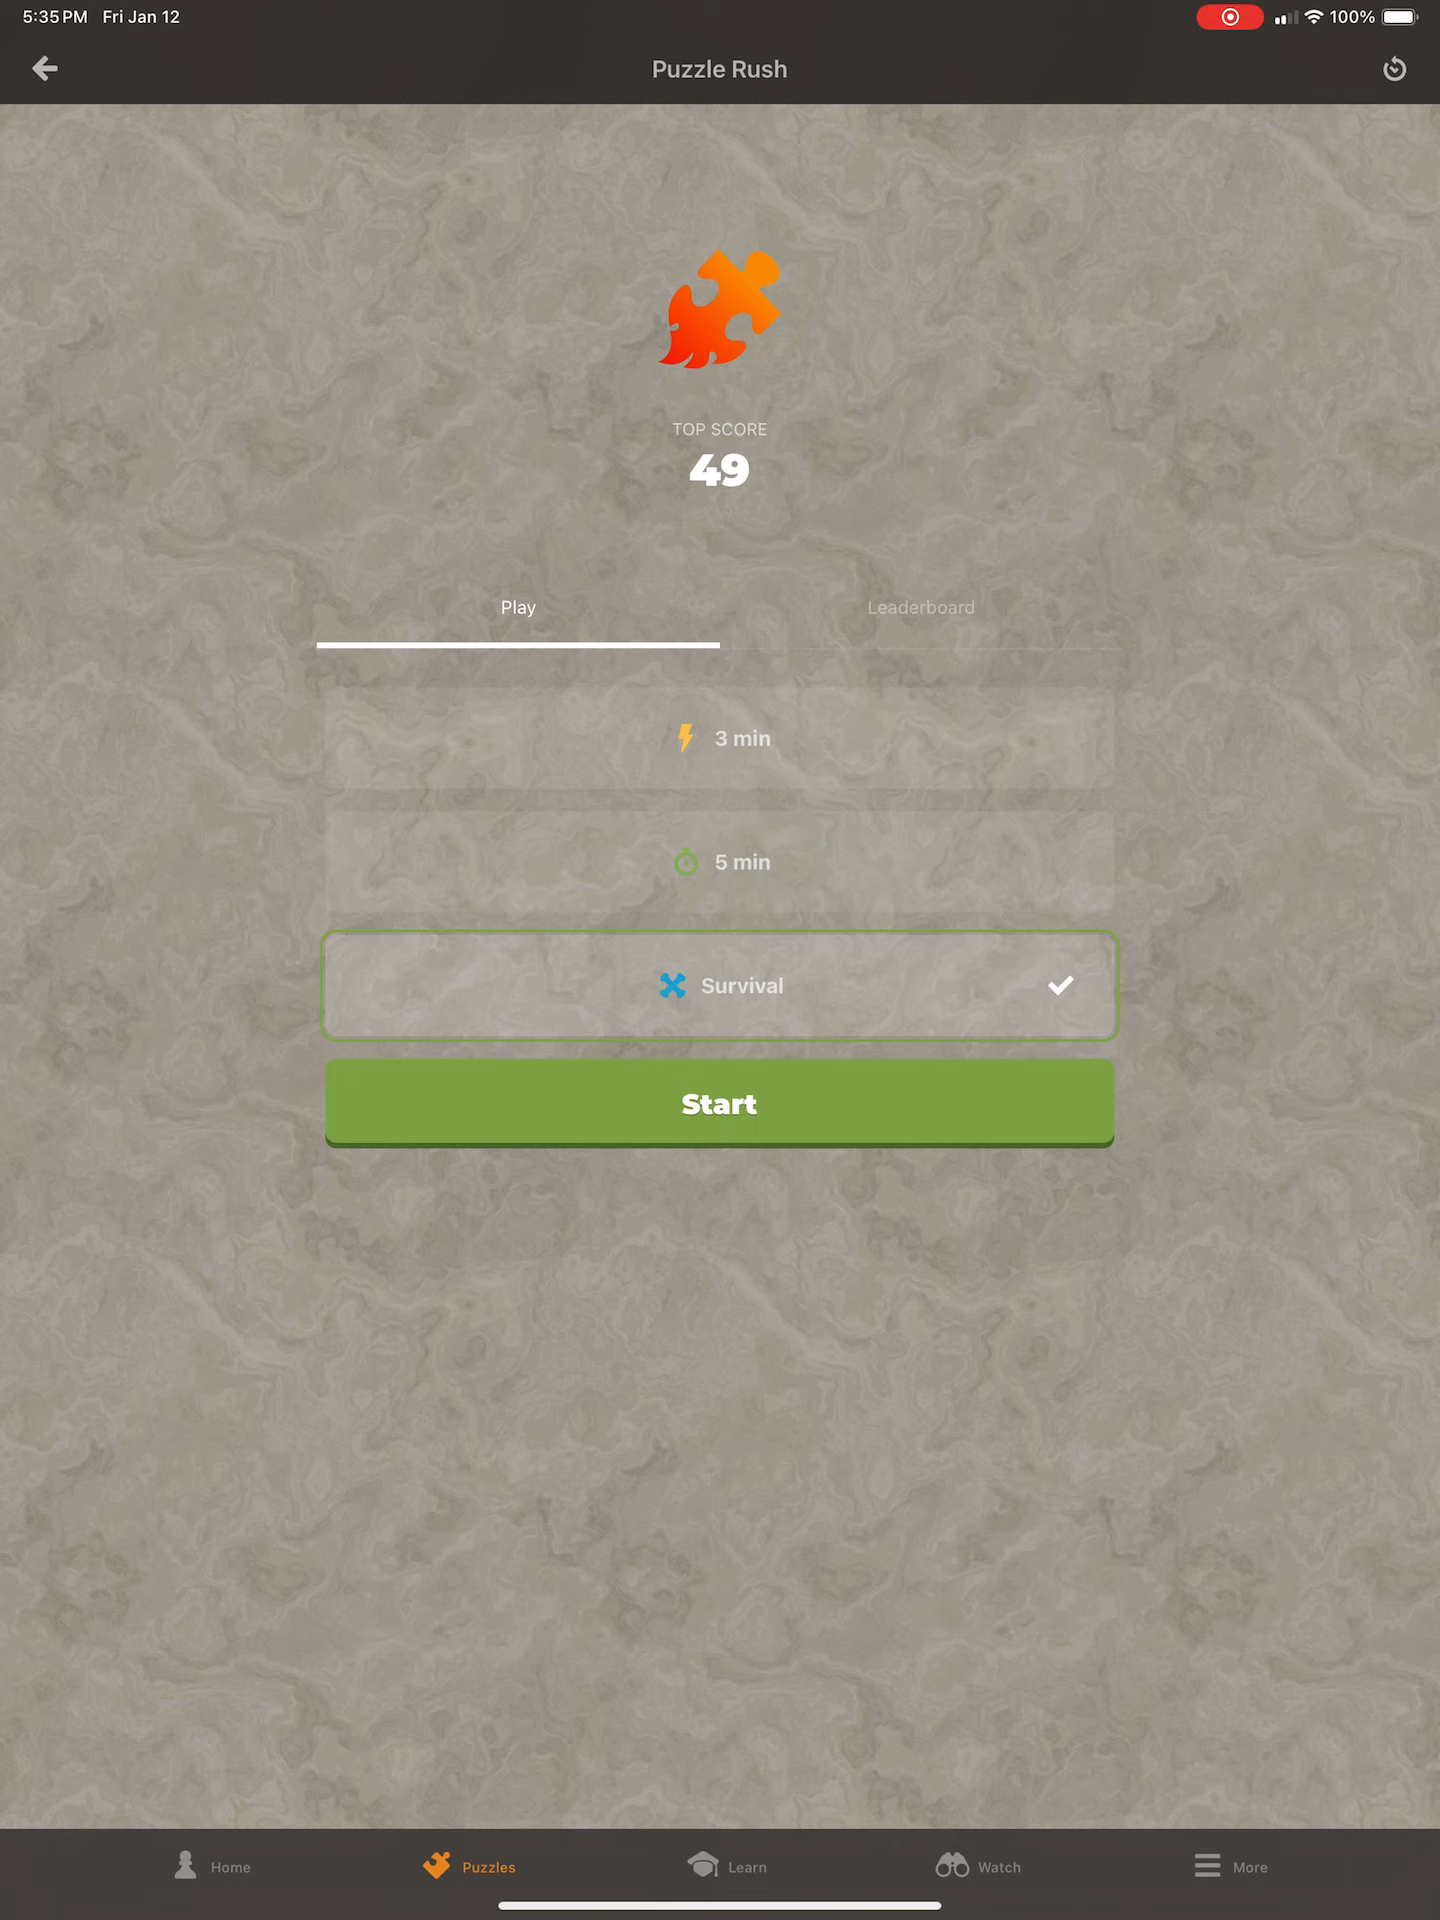 5:35 PM Fri Jan 12 100%
Puzzle Rush
TOP SCORE
49
Play Leaderboard
3 min
5 min
Survival
Start
Home Puzzles Learn Watch More